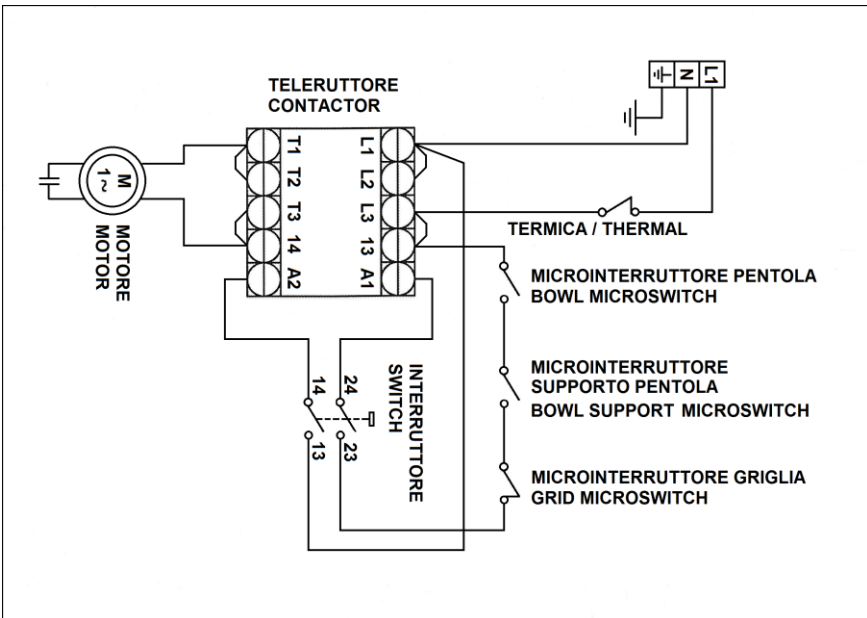 TELERUTTORE
CONTACTOR
⏚ N L1
T1 L1
T2 L2
T3 L3
14 13
A2 A1
M
1~
MOTORE
MOTOR
TERMICA / THERMAL
MICROINTERRUTTORE PENTOLA
BOWL MICROSWITCH
MICROINTERRUTTORE
SUPPORTO PENTOLA
BOWL SUPPORT MICROSWITCH
INTERRUTTORE
SWITCH
14 24
13 23
MICROINTERRUTTORE GRIGLIA
GRID MICROSWITCH